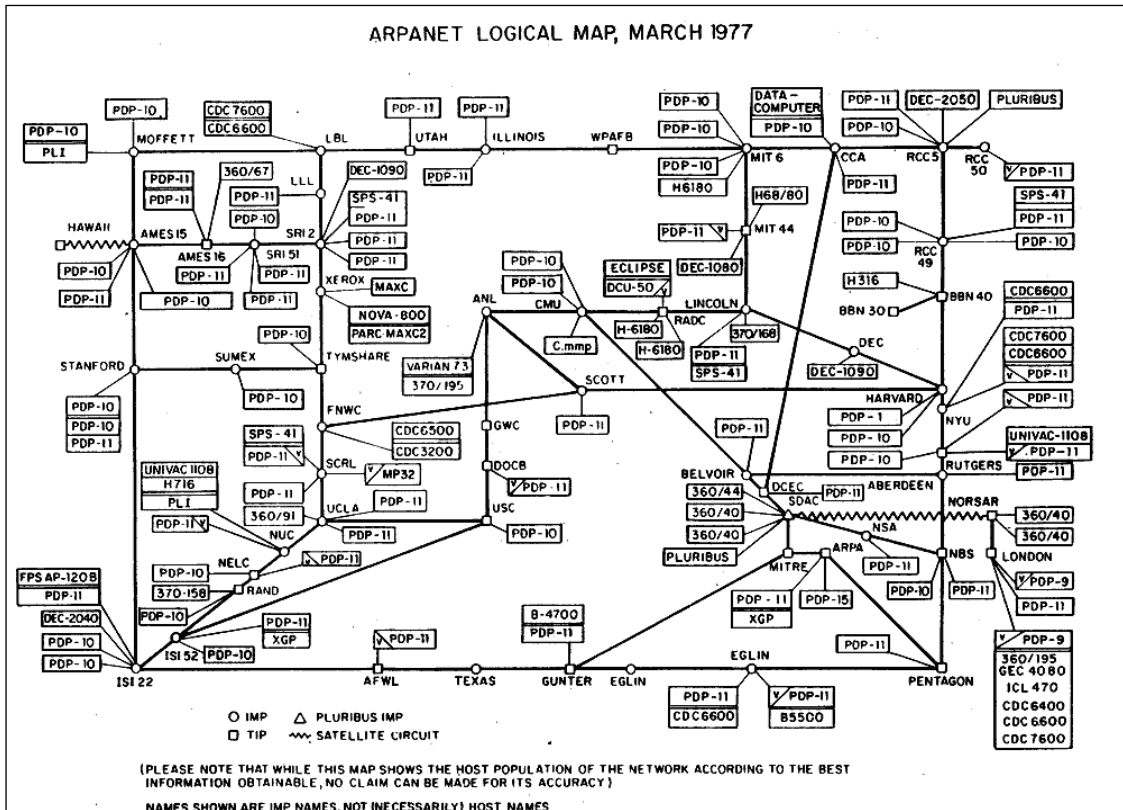 ARPANET LOGICAL MAP, MARCH 1977
PDP-10
CDC7600
CDC6600
PDP-11
PDP-11
PDP-10
DATA-
COMPUTER
PDP-10
PDP-11
DEC-2050
PLURIBUS
PDP-10
PLI
MOFFETT
LBL
UTAH
ILLINOIS
WPAFB
PDP-10
PDP-10
H6180
MIT 6
CCA
PDP-10
RCC5
RCC
50
PDP-11
PDP-11
PDP-11
PDP-11
360/67
LLL
PDP-11
DEC-1090
SPS-41
PDP-11
H68/80
SPS-41
PDP-11
PDP-10
HAWAII
AMES15
AMES 16
PDP-10
SRI 51
SRI 2
PDP-11
PDP-11
PDP-11
MIT 44
DEC-1080
PDP-10
PDP-10
RCC
49
PDP-10
PDP-11
PDP-10
PDP-11
PDP-11
PDP-11
XEROX
MAXC
NOVA-800
PARC-MAXC2
PDP-10
PDP-10
ECLIPSE
DCU-50
H316
BBN 30
BBN 40
ANL
CMU
RADC
LINCOLN
CDC6600
PDP-11
C.mmp
H-6180
H-6180
370/168
PDP-11
SPS-41
DEC
DEC-1090
CDC7600
CDC6600
PDP-11
PDP-10
STANFORD
SUMEX
TYMSHARE
VARIAN 73
370/195
SCOTT
HARVARD
PDP-11
PDP-10
PDP-10
PDP-11
PDP-10
FNWC
CDC6500
CDC3200
GWC
PDP-11
PDP-1
PDP-10
PDP-10
NYU
SPS-41
PDP-11
SCRL
MP32
DOCB
PDP-11
PDP-11
BELVOIR
UNIVAC-1108
PDP-11
RUTGERS
PDP-11
ABERDEEN
UNIVAC 1108
H716
PLI
PDP-11
360/91
UCLA
PDP-11
PDP-11
USC
PDP-10
360/44
360/40
360/40
PLURIBUS
DCEC
PDP-11
SDAC
NORSAR
360/40
360/40
PDP-11
NUC
NSA
PDP-11
NELC
PDP-10
PDP-11
MITRE
ARPA
NBS
LONDON
PDP-9
PDP-11
FPS AP-120B
PDP-11
DEC-2040
PDP-10
PDP-10
370-158
RAND
PDP-10
ISI 52
PDP-11
XGP
PDP-10
PDP-11
XGP
PDP-15
PDP-10
PDP-11
PDP-9
360/195
GEC 4080
ICL 470
CDC6400
CDC6600
CDC7600
B-4700
PDP-11
PDP-11
PDP-11
ISI 22
AFWL
TEXAS
GUNTER
EGLIN
EGLIN
PENTAGON
PDP-11
CDC6600
PDP-11
B5500
IMP
PLURIBUS IMP
TIP
SATELLITE CIRCUIT
(PLEASE NOTE THAT WHILE THIS MAP SHOWS THE HOST POPULATION OF THE NETWORK ACCORDING TO THE BEST
INFORMATION OBTAINABLE, NO CLAIM CAN BE MADE FOR ITS ACCURACY)
NAMES SHOWN ARE IMP NAMES, NOT (NECESSARILY) HOST NAMES